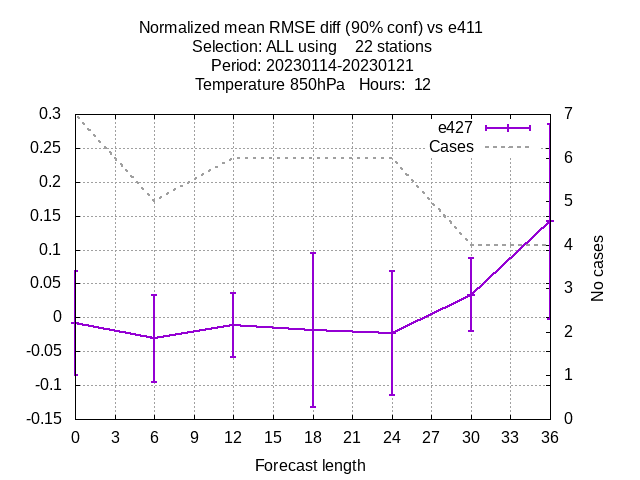 Normalized mean RMSE diff (90% conf) vs e411
Selection: ALL using    22 stations
Period: 20230114-20230121
Temperature 850hPa   Hours:  12
0.3
0.25
0.2
0.15
0.1
0.05
0
-0.05
-0.1
-0.15
e427
Cases
7
6
5
4
3
2
1
0
No cases
0 3 6 9 12 15 18 21 24 27 30 33 36
Forecast length